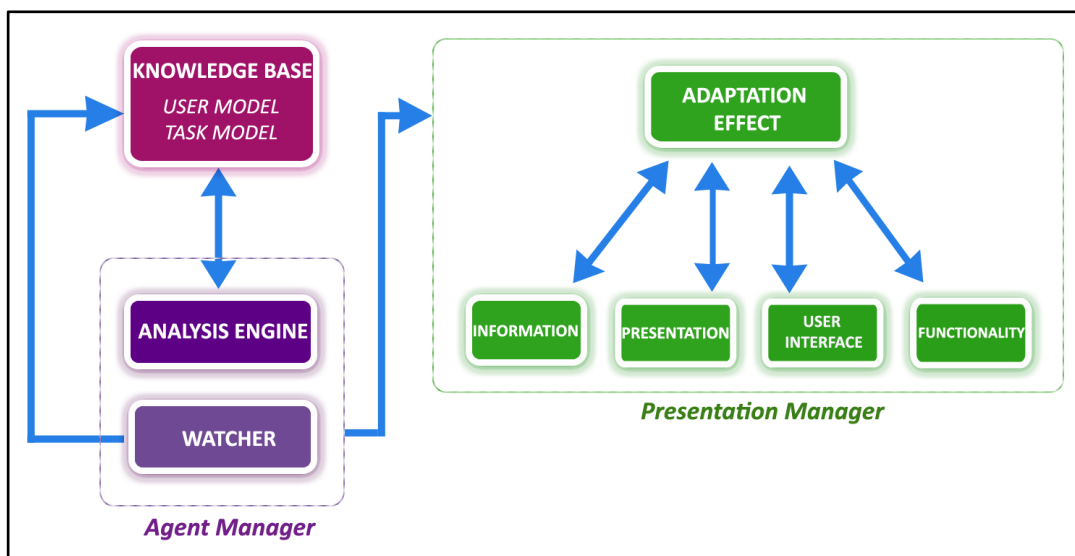 KNOWLEDGE BASE
USER MODEL
TASK MODEL
ANALYSIS ENGINE
WATCHER
Agent Manager
ADAPTATION
EFFECT
INFORMATION
PRESENTATION
USER
INTERFACE
FUNCTIONALITY
Presentation Manager